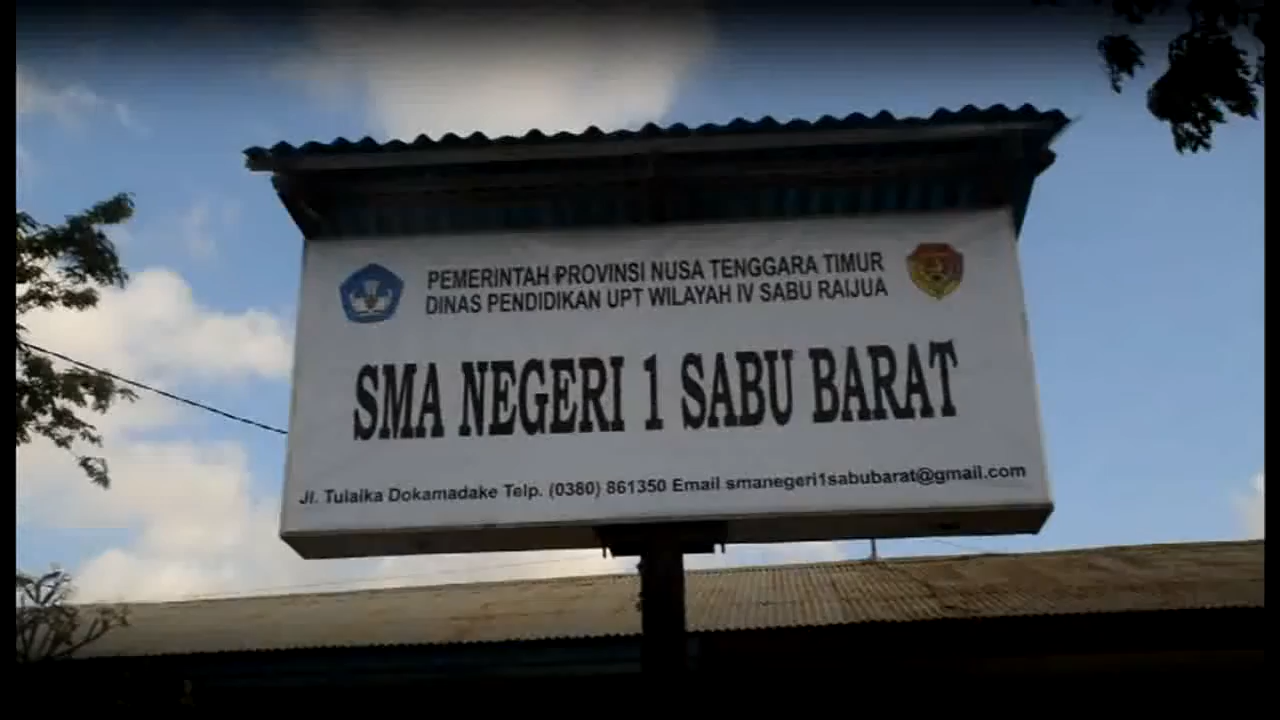 PEMERINTAH PROVINSI NUSA TENGGARA TIMUR
DINAS PENDIDIKAN UPT WILAYAH IV SABU RAIJUA
SMA NEGERI 1 SABU BARAT
Jl. Tulaika Dokamadake Telp. (0380) 861350 Email smanegeri1sabubarat@gmail.com